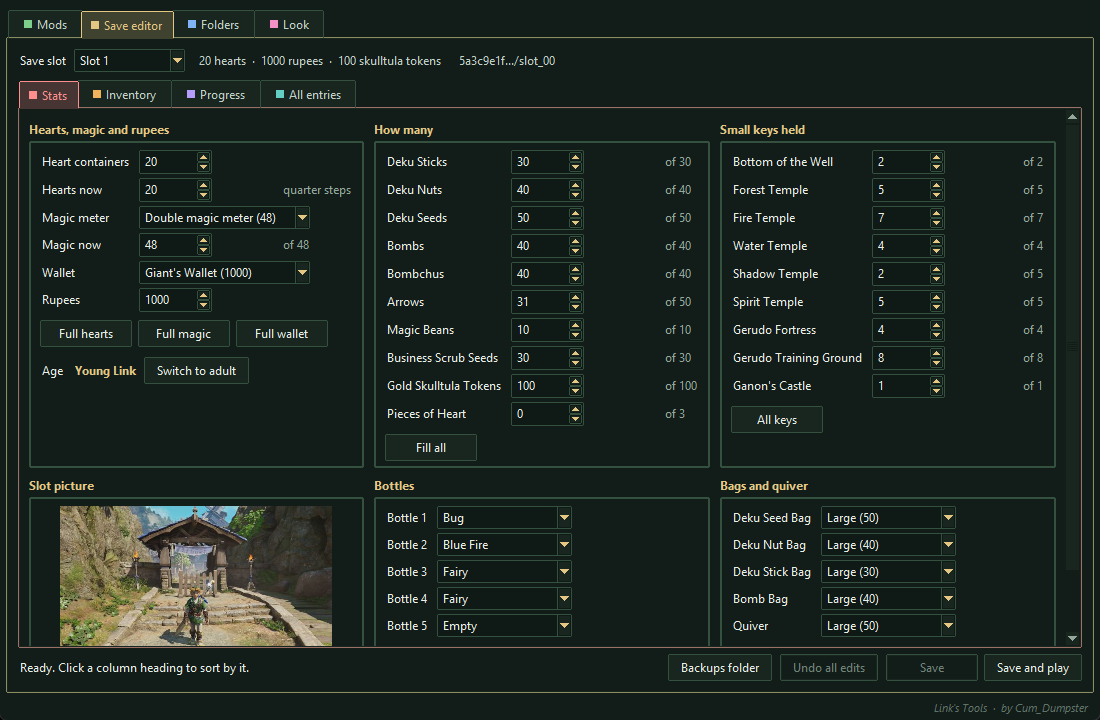 Mods
Save editor
Folders
Look
Save slot Slot 1 20 hearts · 1000 rupees · 100 skulltula tokens 5a3c9e1f.../slot_00
Stats
Inventory
Progress
All entries
Hearts, magic and rupees
Heart containers 20
Hearts now 20 quarter steps
Magic meter Double magic meter (48)
Magic now 48 of 48
Wallet Giant's Wallet (1000)
Rupees 1000
Full hearts
Full magic
Full wallet
Age Young Link Switch to adult
How many
Deku Sticks 30 of 30
Deku Nuts 40 of 40
Deku Seeds 50 of 50
Bombs 40 of 40
Bombchus 40 of 40
Arrows 31 of 50
Magic Beans 10 of 10
Business Scrub Seeds 30 of 30
Gold Skulltula Tokens 100 of 100
Pieces of Heart 0 of 3
Fill all
Small keys held
Bottom of the Well 2 of 2
Forest Temple 5 of 5
Fire Temple 7 of 7
Water Temple 4 of 4
Shadow Temple 2 of 5
Spirit Temple 5 of 5
Gerudo Fortress 4 of 4
Gerudo Training Ground 8 of 8
Ganon's Castle 1 of 1
All keys
Slot picture
Bottles
Bottle 1 Bug
Bottle 2 Blue Fire
Bottle 3 Fairy
Bottle 4 Fairy
Bottle 5 Empty
Bags and quiver
Deku Seed Bag Large (50)
Deku Nut Bag Large (40)
Deku Stick Bag Large (30)
Bomb Bag Large (40)
Quiver Large (50)
Ready. Click a column heading to sort by it.
Backups folder
Undo all edits
Save
Save and play
Link's Tools · by Cum_Dumpster